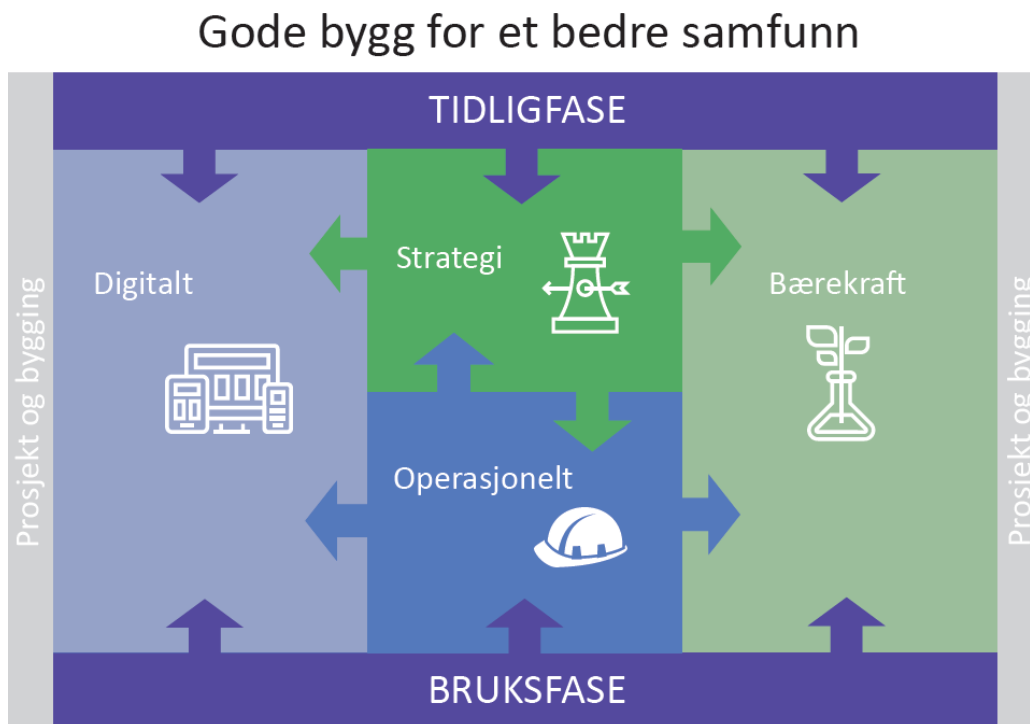 Gode bygg for et bedre samfunn
TIDLIGFASE
Prosjekt og bygging
Digitalt
Strategi
Bærekraft
Operasjonelt
Prosjekt og bygging
BRUKSFASE